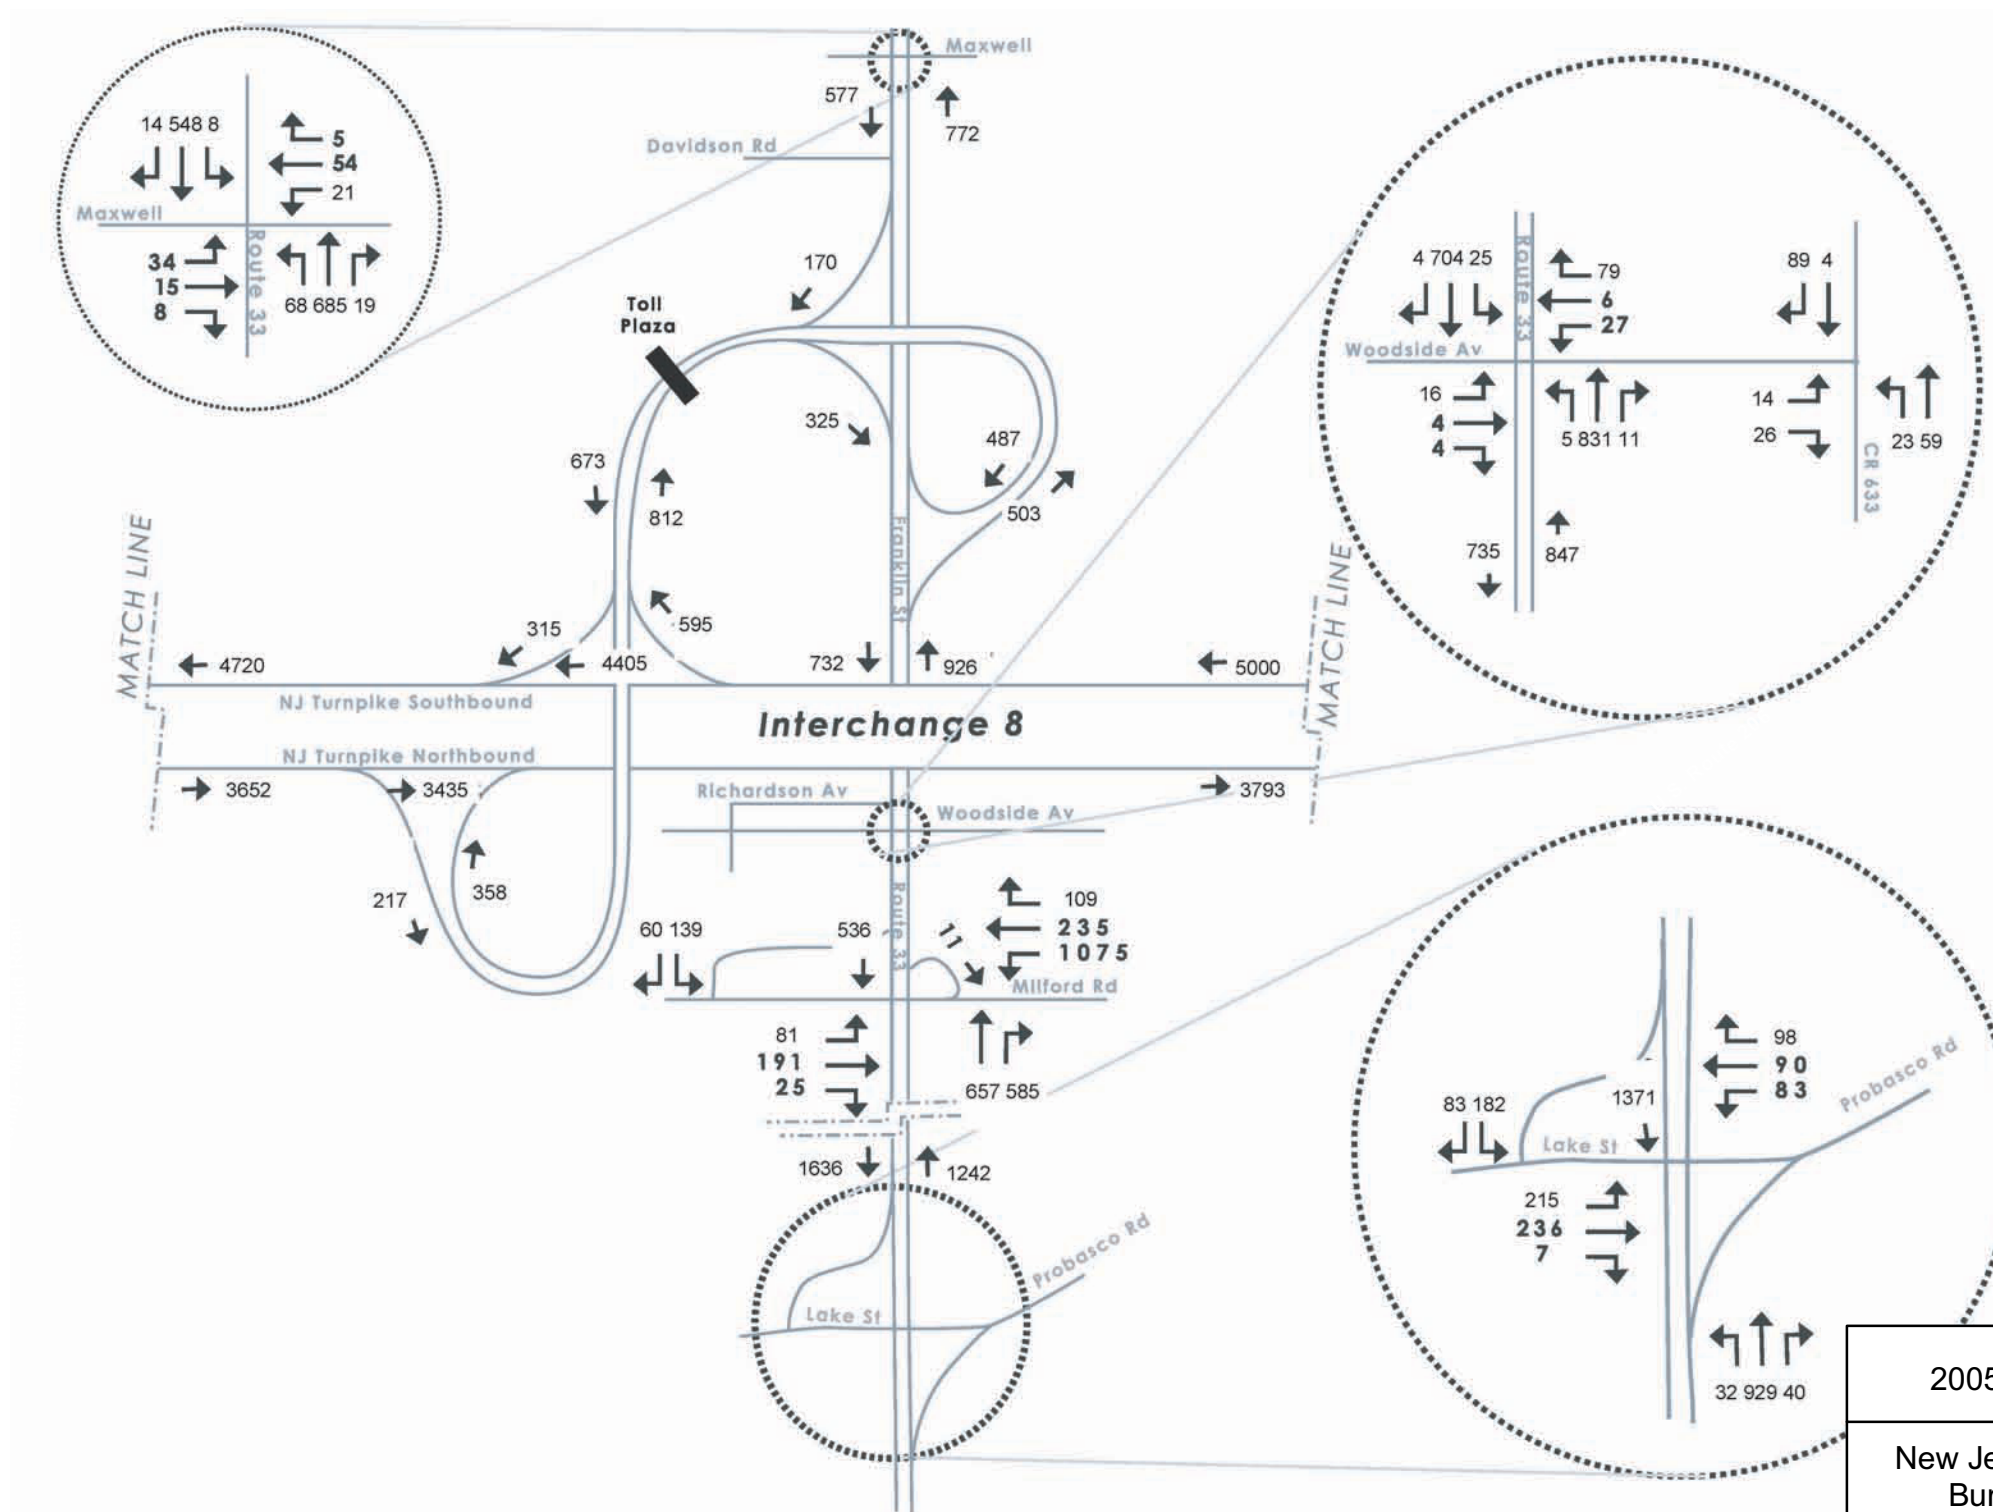 Maxwell
577
772
Davidson Rd
14 548 8
5
54
21
Maxwell
Route 33
34
15
8
68 685 19
170
Toll
Plaza
325
487
503
673
812
Franklin St
MATCH LINE
315
595
4720
4405
732
926
5000
MATCH LINE
NJ Turnpike Southbound
Interchange 8
NJ Turnpike Northbound
3652
3435
3793
Richardson Av
Woodside Av
217
358
Route 33
60 139
536
11
109
235
1075
Milford Rd
81
191
25
657 585
1636
1242
Lake St
Probasco Rd
4 704 25
Route 33
79
6
27
89 4
Woodside Av
16
4
4
5 831 11
14
26
23 59
CR 633
735
847
98
90
83
Probasco Rd
83 182
1371
Lake St
215
236
7
32 929 40
2005
New Je
Bur